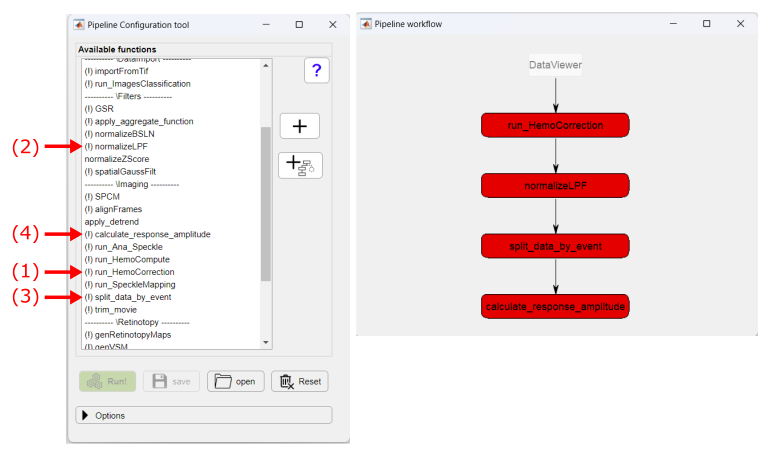 Pipeline Configuration tool
Available functions
---------- \DataImport ----------
(!) importFromTif
(!) run_ImagesClassification
---------- \Filters ----------
(!) GSR
(!) apply_aggregate_function
(!) normalizeBSLN
(2)
(!) normalizeLPF
normalizeZScore
(!) spatialGaussFilt
---------- \Imaging ----------
(!) SPCM
(!) alignFrames
apply_detrend
(4)
(!) calculate_response_amplitude
(!) run_Ana_Speckle
(!) run_HemoCompute
(1)
(!) run_HemoCorrection
(!) run_SpeckleMapping
(3)
(!) split_data_by_event
(!) trim_movie
---------- \Retinotopy ----------
(!) genRetinotopyMaps
(!) genVSM
?
Run!
save
open
Reset
Options
Pipeline workflow
DataViewer
run_HemoCorrection
normalizeLPF
split_data_by_event
calculate_response_amplitude